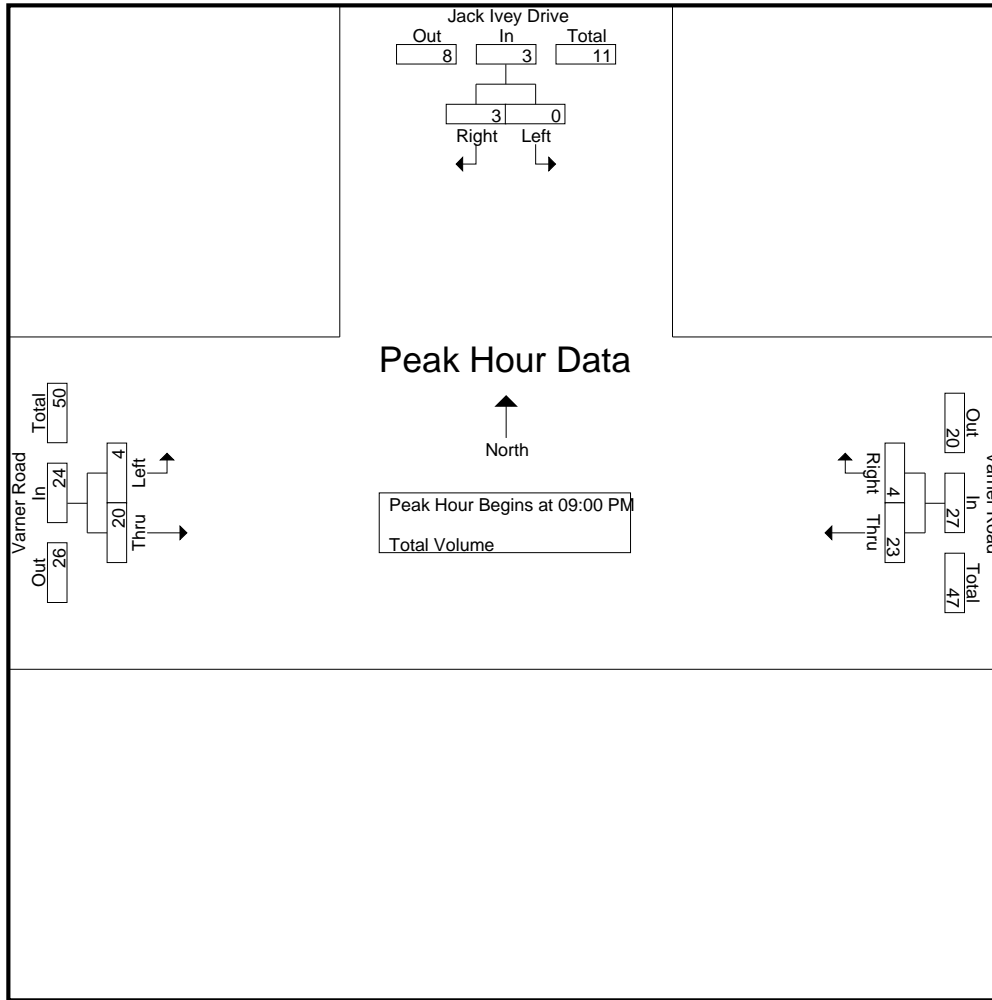 Jack Ivey Drive
Out In Total
8 3 11
3 0
Right Left
Peak Hour Data
North
Peak Hour Begins at 09:00 PM
Total Volume
Varner Road
Total In Out
50 24 26
4 20
Left Thru
Varner Road
Out In Total
20 27 47
4 23
Right Thru